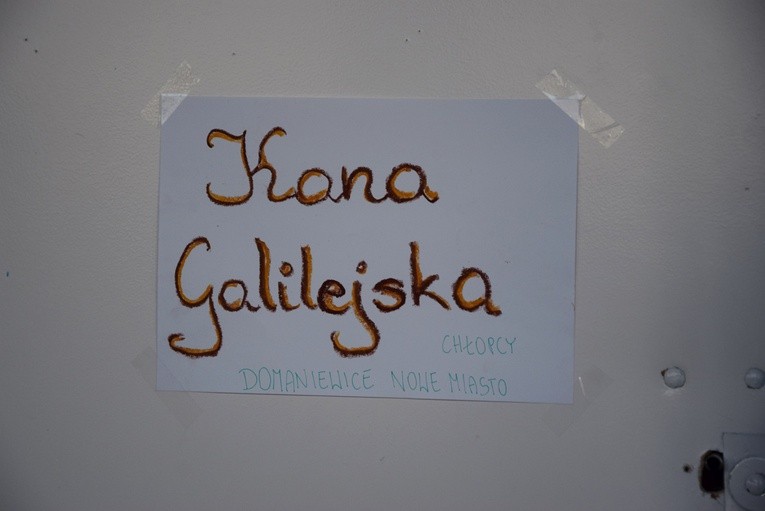 Kana
Galilejska
CHŁOPCY
DOMANIEWICE NOWE MIASTO